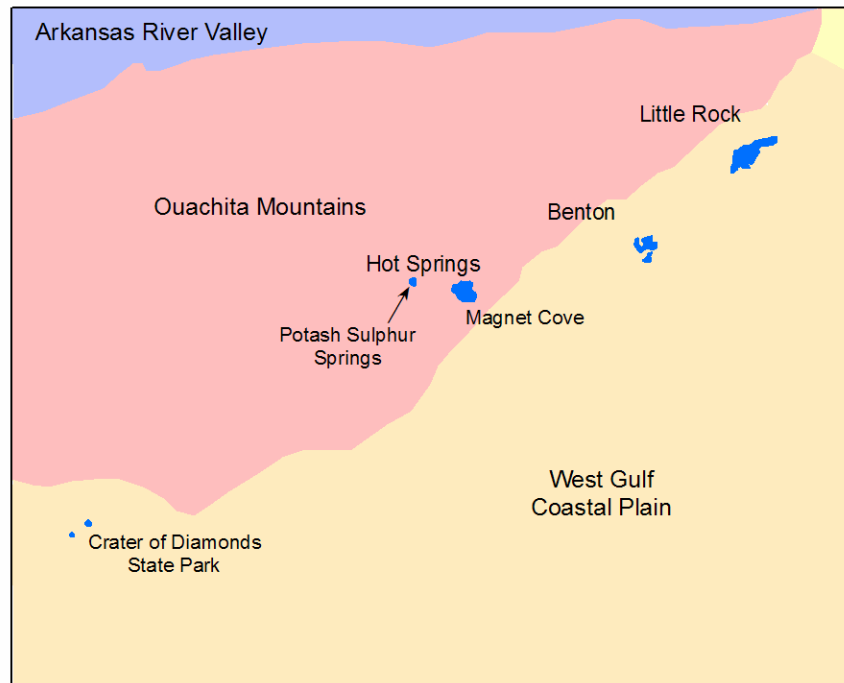 Arkansas River Valley
Little Rock
Ouachita Mountains
Benton
Hot Springs
Magnet Cove
Potash Sulphur
Springs
West Gulf
Coastal Plain
Crater of Diamonds
State Park